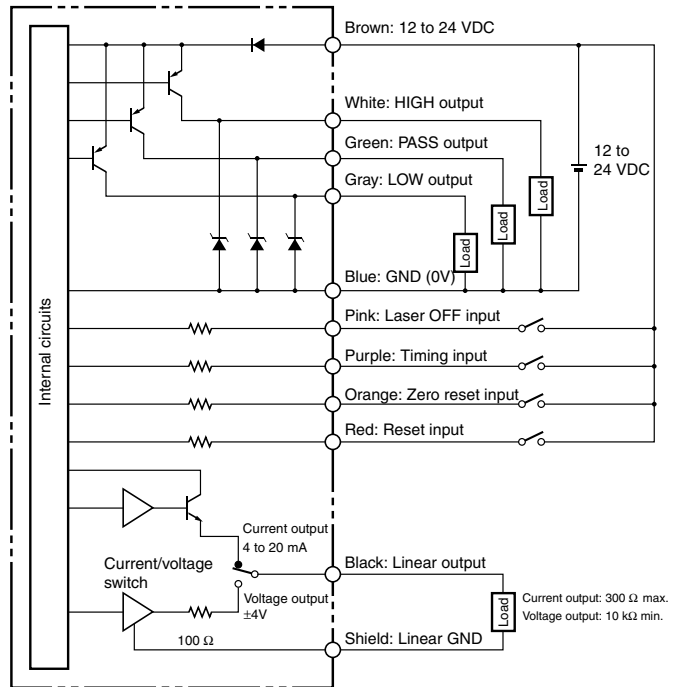 Brown: 12 to 24 VDC
White: HIGH output
Green: PASS output
12 to
24 VDC
Gray: LOW output
Load
Load
Load
Blue: GND (0V)
Internal circuits
Pink: Laser OFF input
Purple: Timing input
Orange: Zero reset input
Red: Reset input
Current output
4 to 20 mA
Current/voltage
switch
Black: Linear output
Voltage output
±4V
Load
Current output: 300 Ω max.
Voltage output: 10 kΩ min.
100 Ω
Shield: Linear GND